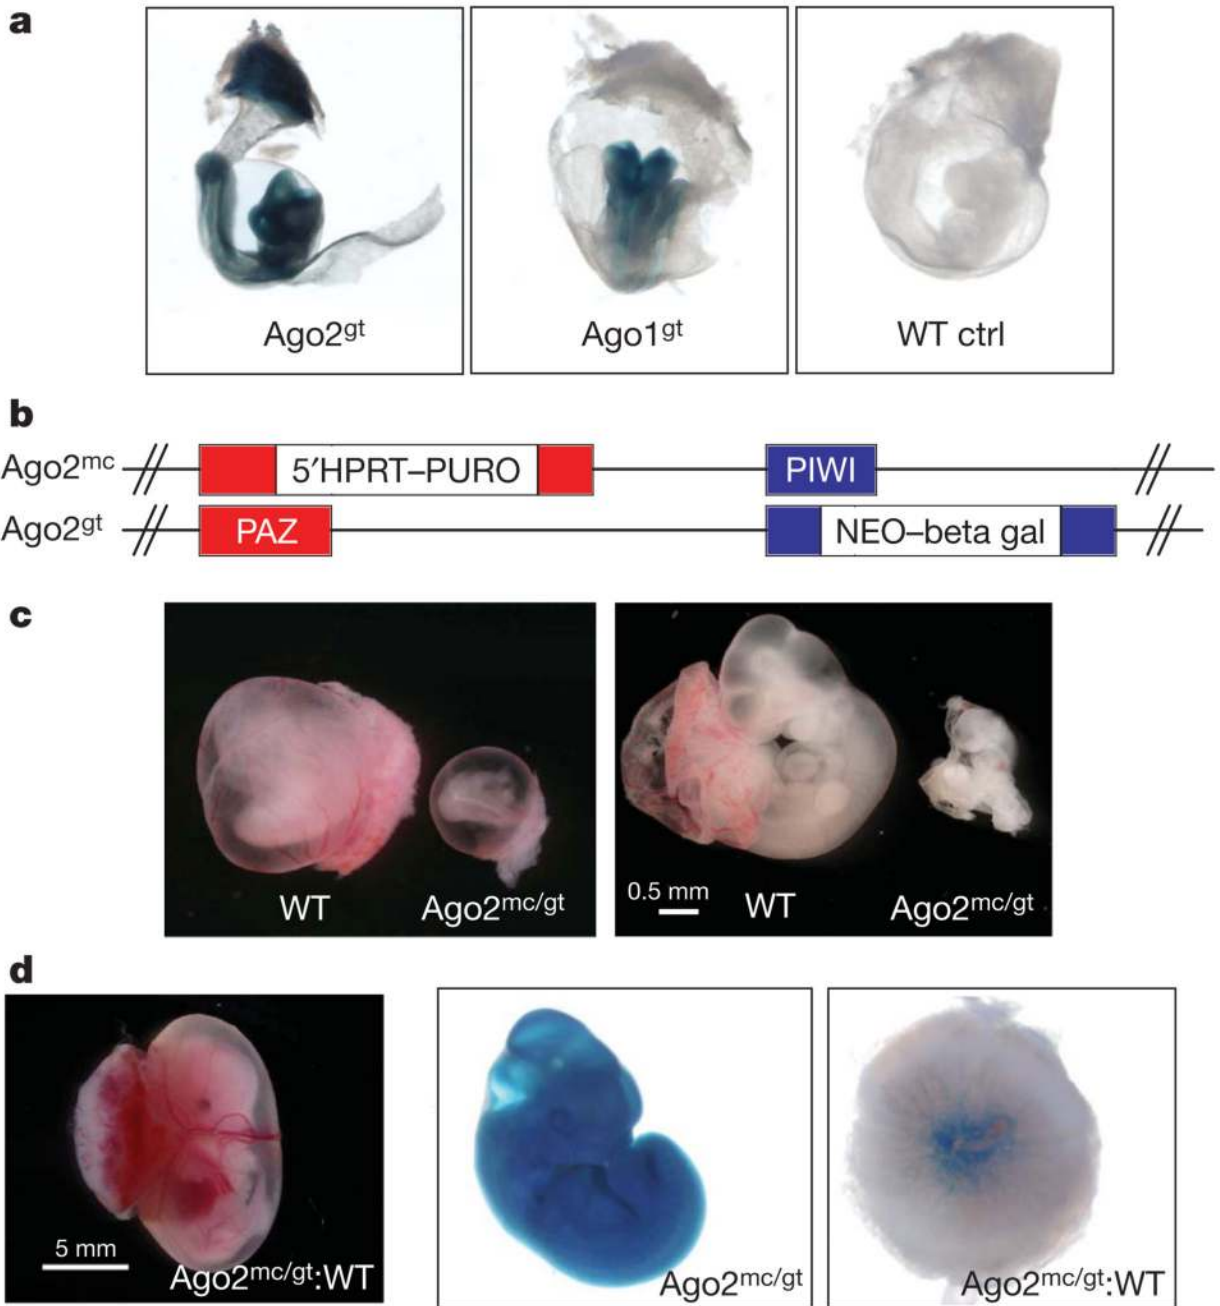 a
Ago2gt
Ago1gt
WT ctrl
b
Ago2mc
5′HPRT–PURO
PIWI
Ago2gt
PAZ
NEO–beta gal
c
WT
Ago2mc/gt
0.5 mm
WT
Ago2mc/gt
d
5 mm
Ago2mc/gt:WT
Ago2mc/gt
Ago2mc/gt:WT